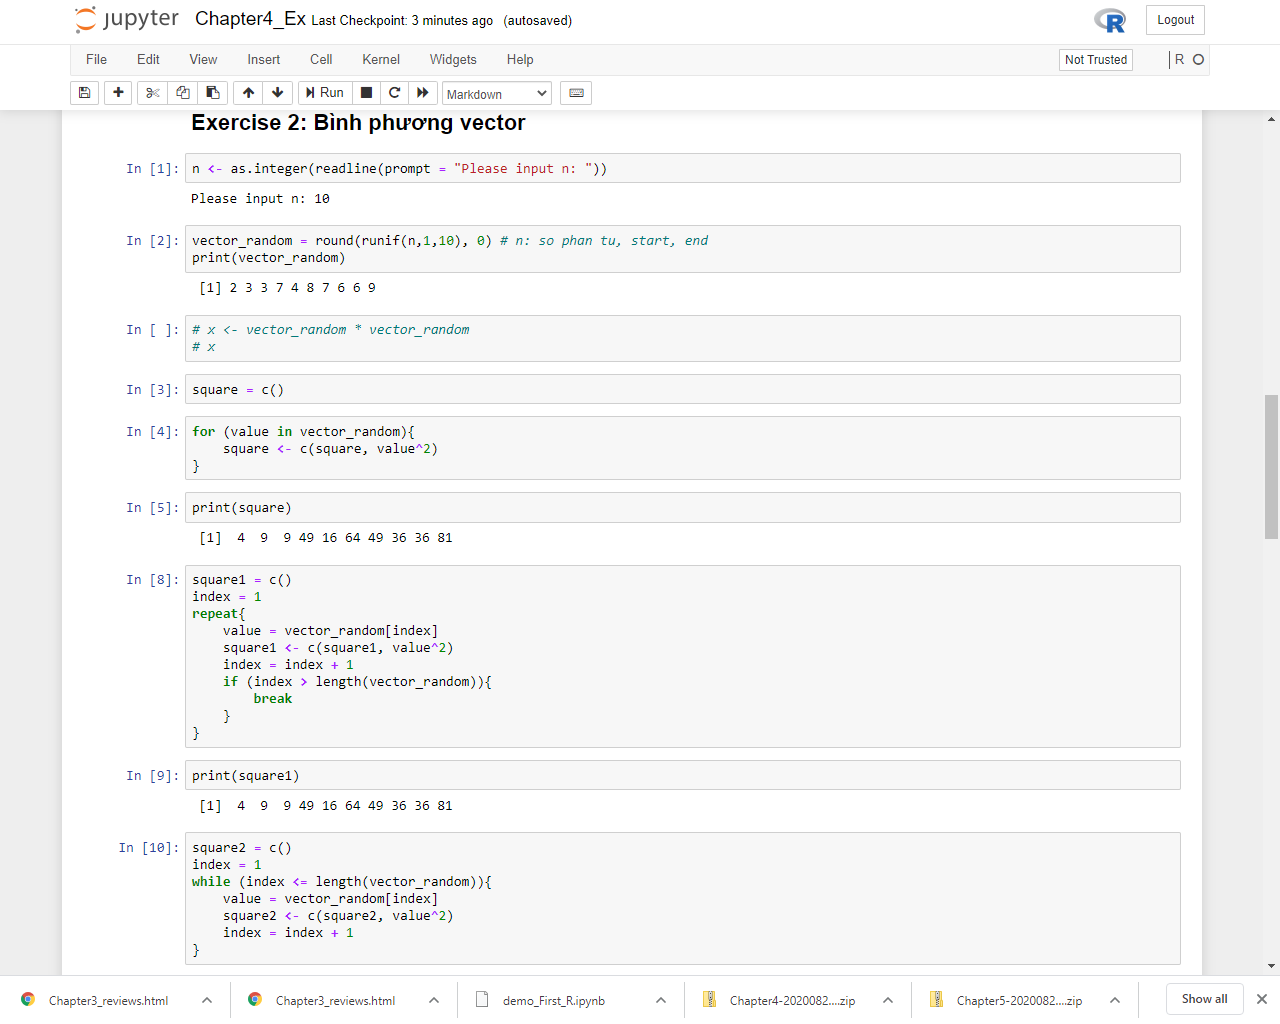 jupyter Chapter4_Ex Last Checkpoint: 3 minutes ago (autosaved) R Logout
File Edit View Insert Cell Kernel Widgets Help Not Trusted R
Run Markdown
Exercise 2: Bình phương vector
In [1]: n <- as.integer(readline(prompt = "Please input n: "))
Please input n: 10
In [2]: vector_random = round(runif(n,1,10), 0) # n: so phan tu, start, end
print(vector_random)
[1] 2 3 3 7 4 8 7 6 6 9
In [ ]: # x <- vector_random * vector_random
# x
In [3]: square = c()
In [4]: for (value in vector_random){
square <- c(square, value^2)
}
In [5]: print(square)
[1]  4  9  9 49 16 64 49 36 36 81
In [8]: square1 = c()
index = 1
repeat{
value = vector_random[index]
square1 <- c(square1, value^2)
index = index + 1
if (index > length(vector_random)){
break
}
}
In [9]: print(square1)
[1]  4  9  9 49 16 64 49 36 36 81
In [10]: square2 = c()
index = 1
while (index <= length(vector_random)){
value = vector_random[index]
square2 <- c(square2, value^2)
index = index + 1
}
Chapter3_reviews.html Chapter3_reviews.html demo_First_R.ipynb Chapter4-2020082....zip Chapter5-2020082....zip Show all